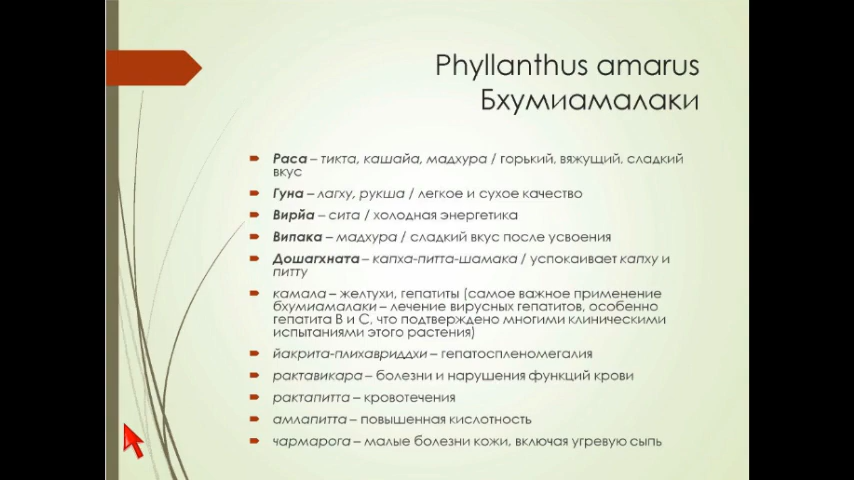 Phyllanthus amarus
Бхумиамалаки
Раса – тикта, кашайа, мадхура / горький, вяжущий, сладкий
вкус
Гуна – лагху, рукша / легкое и сухое качество
Вирйа – сита / холодная энергетика
Випака – мадхура / сладкий вкус после усвоения
Дошагхната – капха-питта-шамака / успокаивает капху и
питту
камала – желтухи, гепатиты (самое важное применение
бхумиамалаки – лечение вирусных гепатитов, особенно
гепатита В и С, что подтверждено многими клиническими
испытаниями этого растения)
йакрита-плихавриддхи – гепатоспленомегалия
рактавикара – болезни и нарушения функций крови
рактапитта – кровотечения
амлапитта – повышенная кислотность
чармарога – малые болезни кожи, включая угревую сыпь